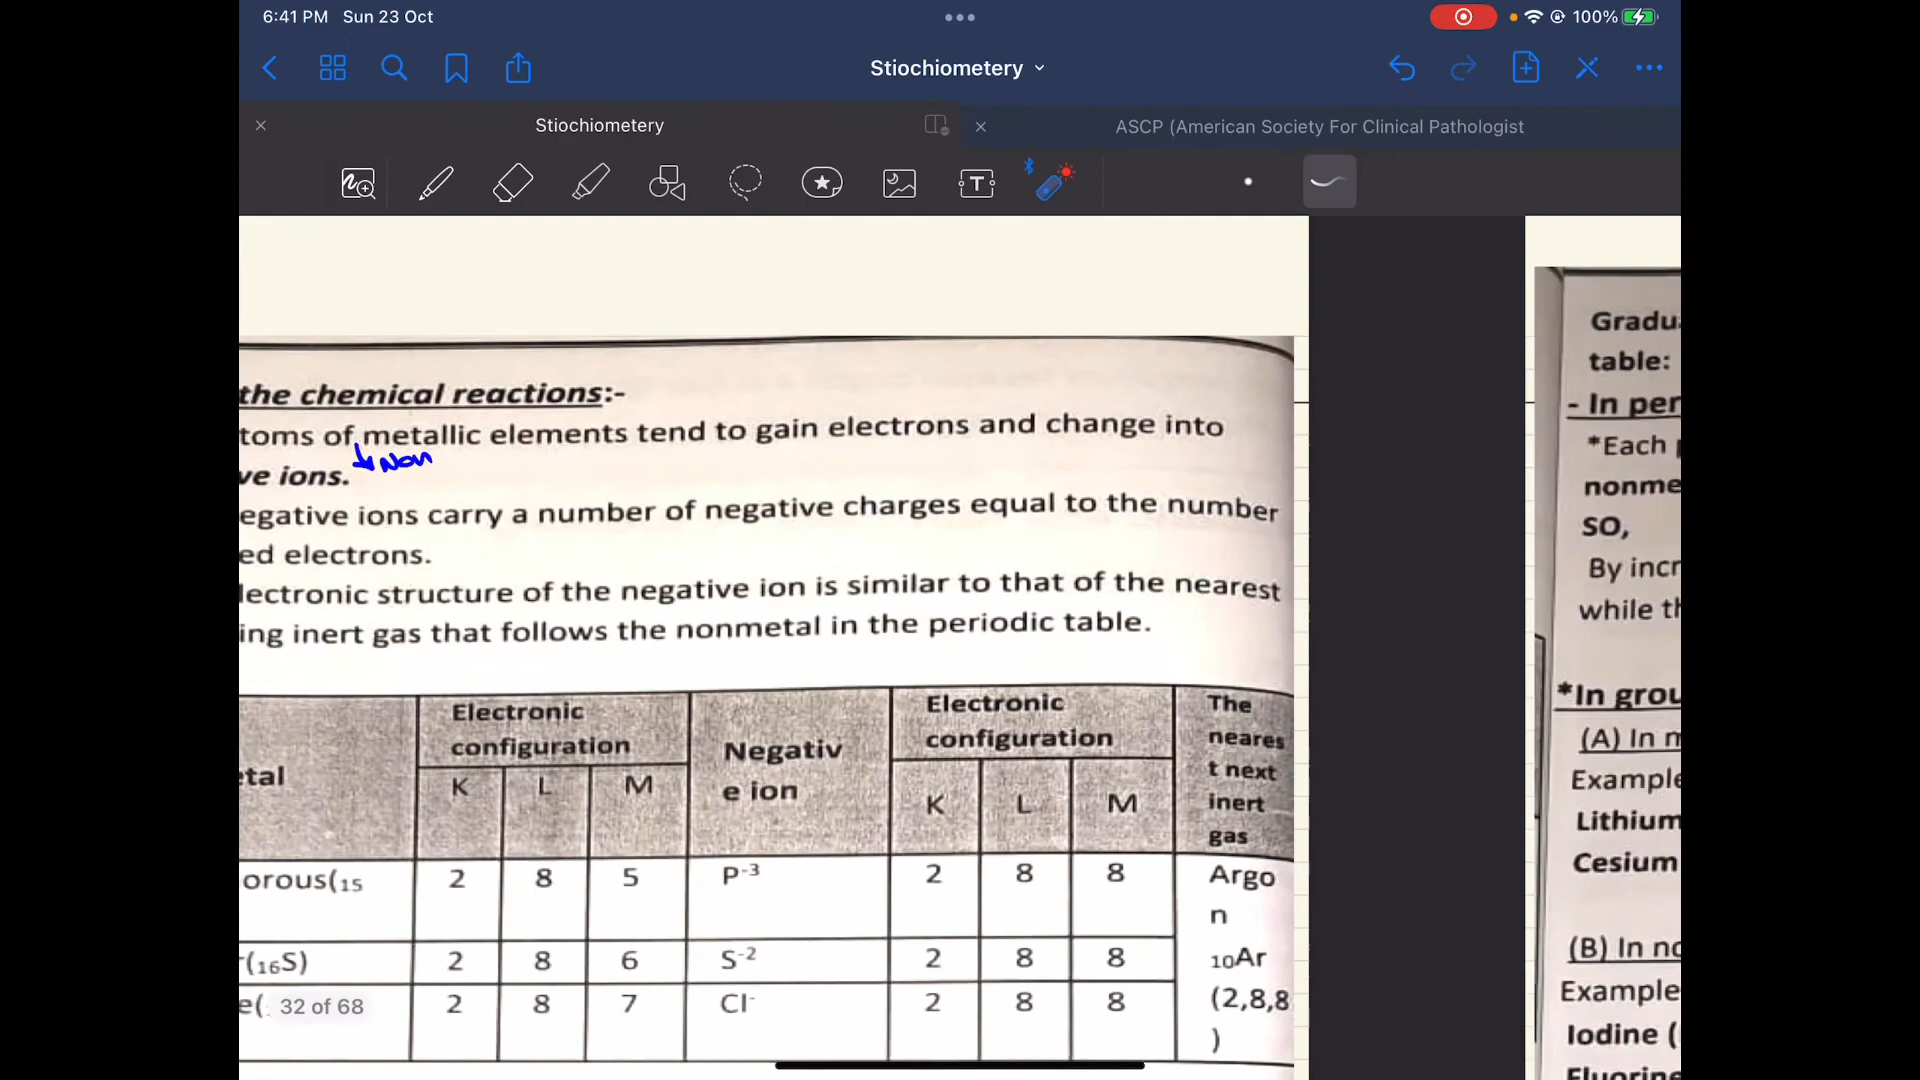 6:41 PM Sun 23 Oct
100%
Stiochiometery
Stiochiometery
ASCP (American Society For Clinical Pathologist
the chemical reactions:-
toms of metallic elements tend to gain electrons and change into
Non
ve ions.
egative ions carry a number of negative charges equal to the number
ed electrons.
lectronic structure of the negative ion is similar to that of the nearest
ing inert gas that follows the nonmetal in the periodic table.
etal
Electronic
configuration
K L M
Negativ
e ion
Electronic
configuration
K L M
The
neares
t next
inert
gas
orous(15 2 8 5 P-3 2 8 8
Argo
n
r(16S) 2 8 6 S-2 2 8 8
10Ar
e( 2 8 7 Cl- 2 8 8
(2,8,8
)
32 of 68
Gradu
table:
- In per
*Each p
nonme
SO,
By incr
while th
*In grou
(A) In m
Example
Lithium
Cesium
(B) In no
Example
Iodine (
Fluorine